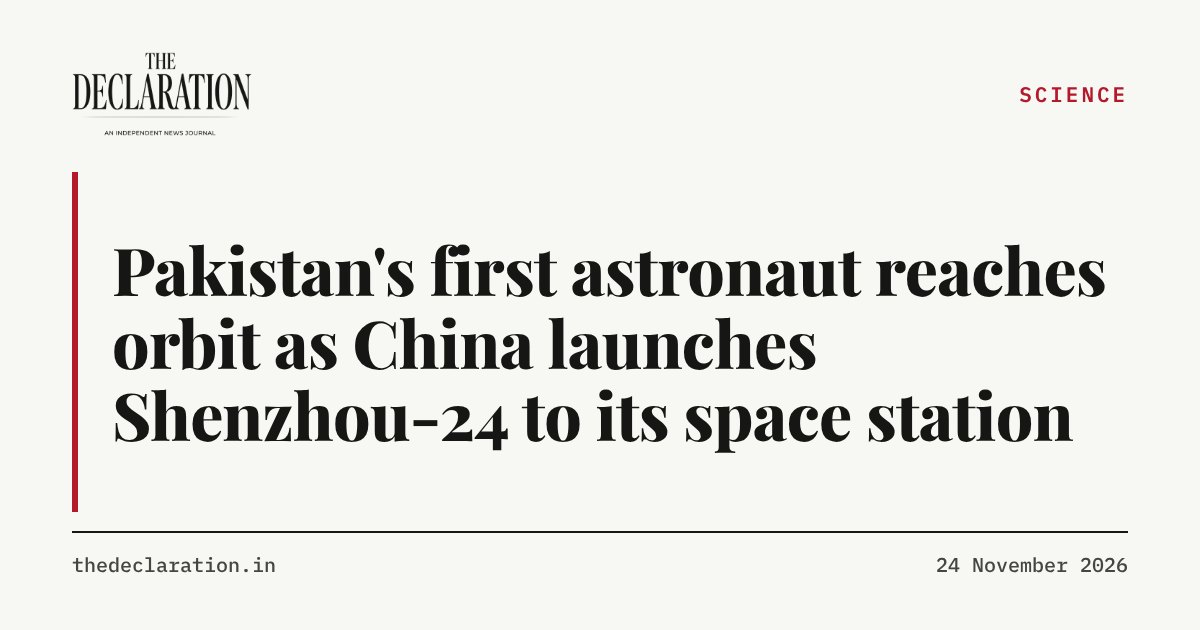 THE
DECLARATION
AN INDEPENDENT NEWS JOURNAL
SCIENCE
Pakistan's first astronaut reaches
orbit as China launches
Shenzhou-24 to its space station
thedeclaration.in
24 November 2026